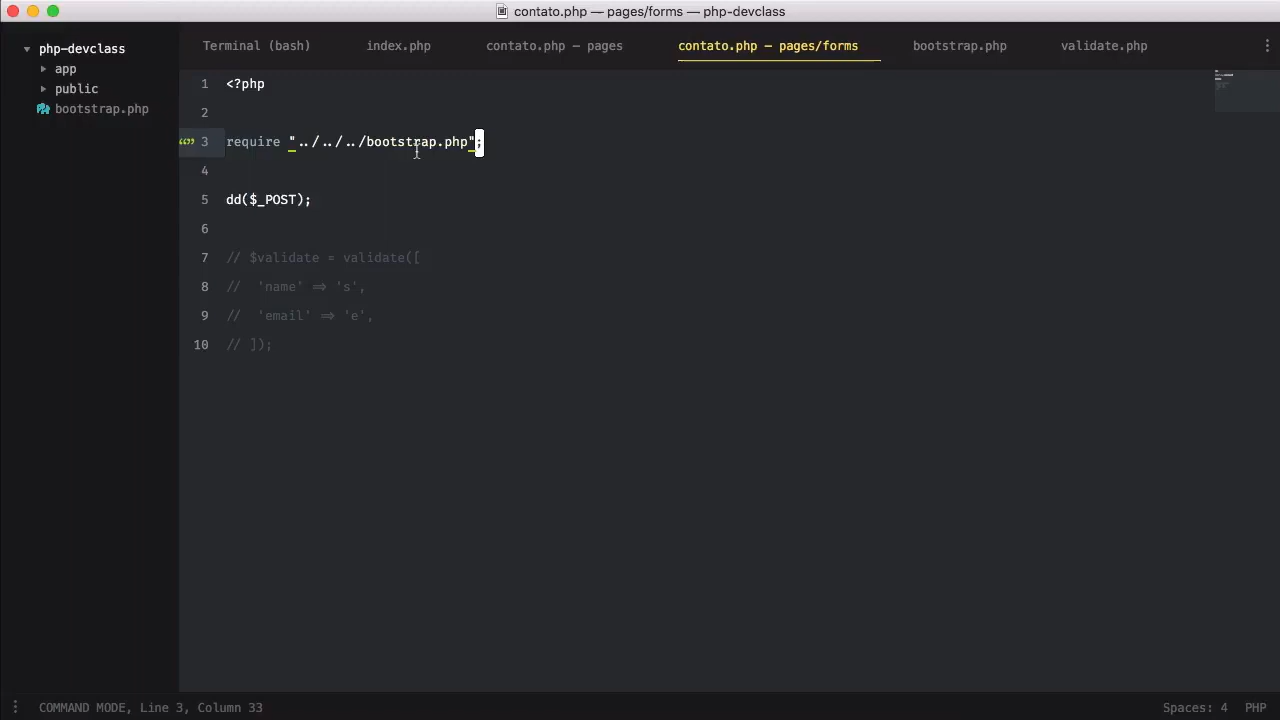 contato.php — pages/forms — php-devclass
php-devclass
app
public
bootstrap.php
Terminal (bash) index.php contato.php — pages contato.php — pages/forms bootstrap.php validate.php
1 <?php
2
3 require "../../../bootstrap.php";
4
5 dd($_POST);
6
7 // $validate = validate([
8 // 'name' => 's',
9 // 'email' => 'e',
10 // ]);
COMMAND MODE, Line 3, Column 33 Spaces: 4 PHP